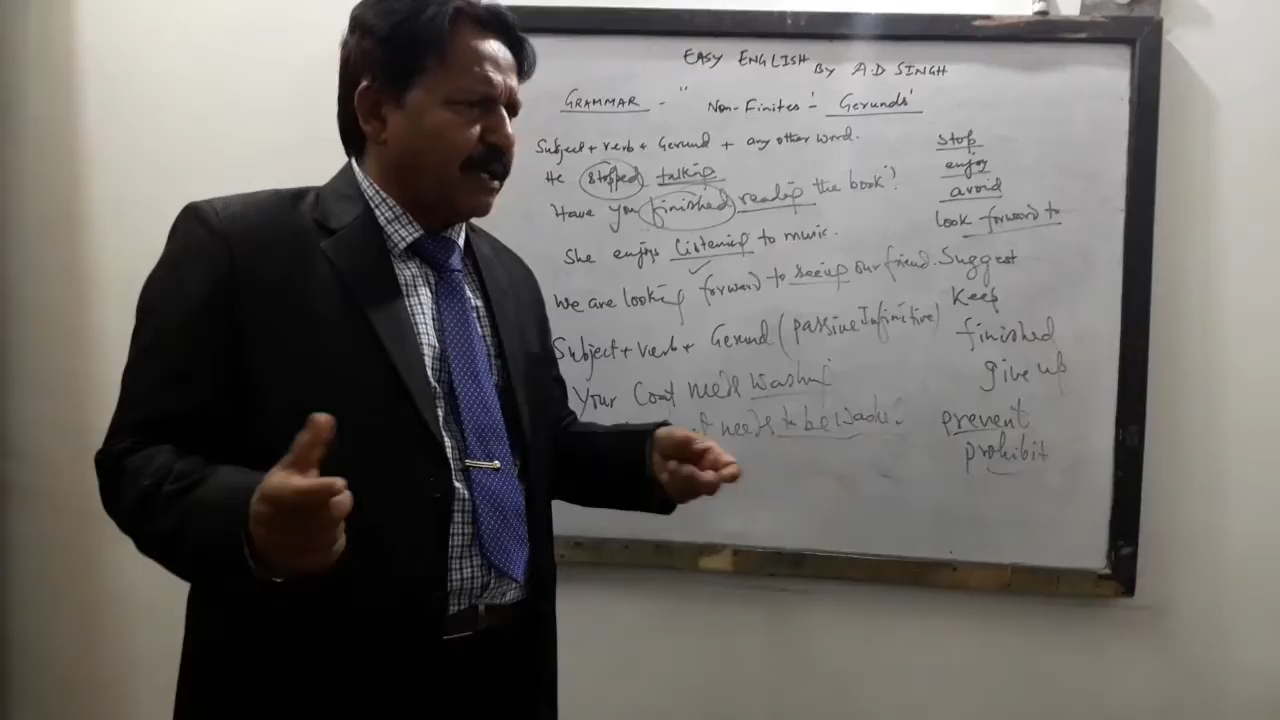 EASY ENGLISH BY A.D SINGH
GRAMMAR - " Non-Finites - Gerunds'
Subject + verb + Gerund + any other word.
He stopped talking
Have you finished reading the book?
She enjoys listening to music.
We are looking forward to seeing our friend.
Subject + verb + Gerund (passive Infinitive)
Your Coat needs washing
needs to be
stop
enjoy
avoid
look forward to
Suggest
Keep
finished
give up
prevent
prohibit